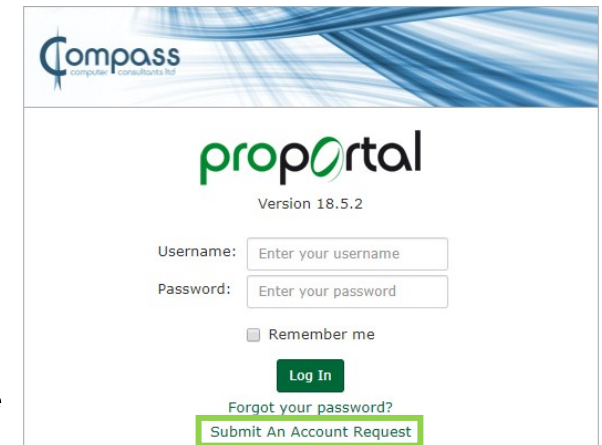 Compass
computer consultants ltd
proportal
Version 18.5.2
Username: Enter your username
Password: Enter your password
Remember me
Log In
Forgot your password?
Submit An Account Request